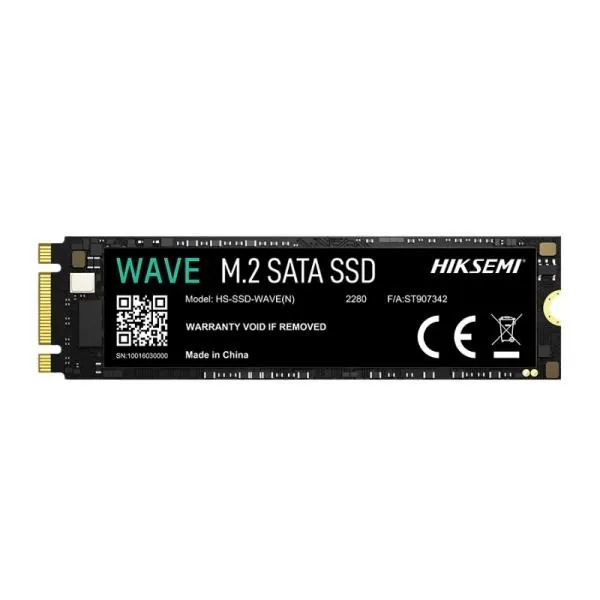 WAVE M.2 SATA SSD HIKSEMI
Model: HS-SSD-WAVE(N) 2280 F/A:ST907342
WARRANTY VOID IF REMOVED
SN:10016030000 Made in China
CE